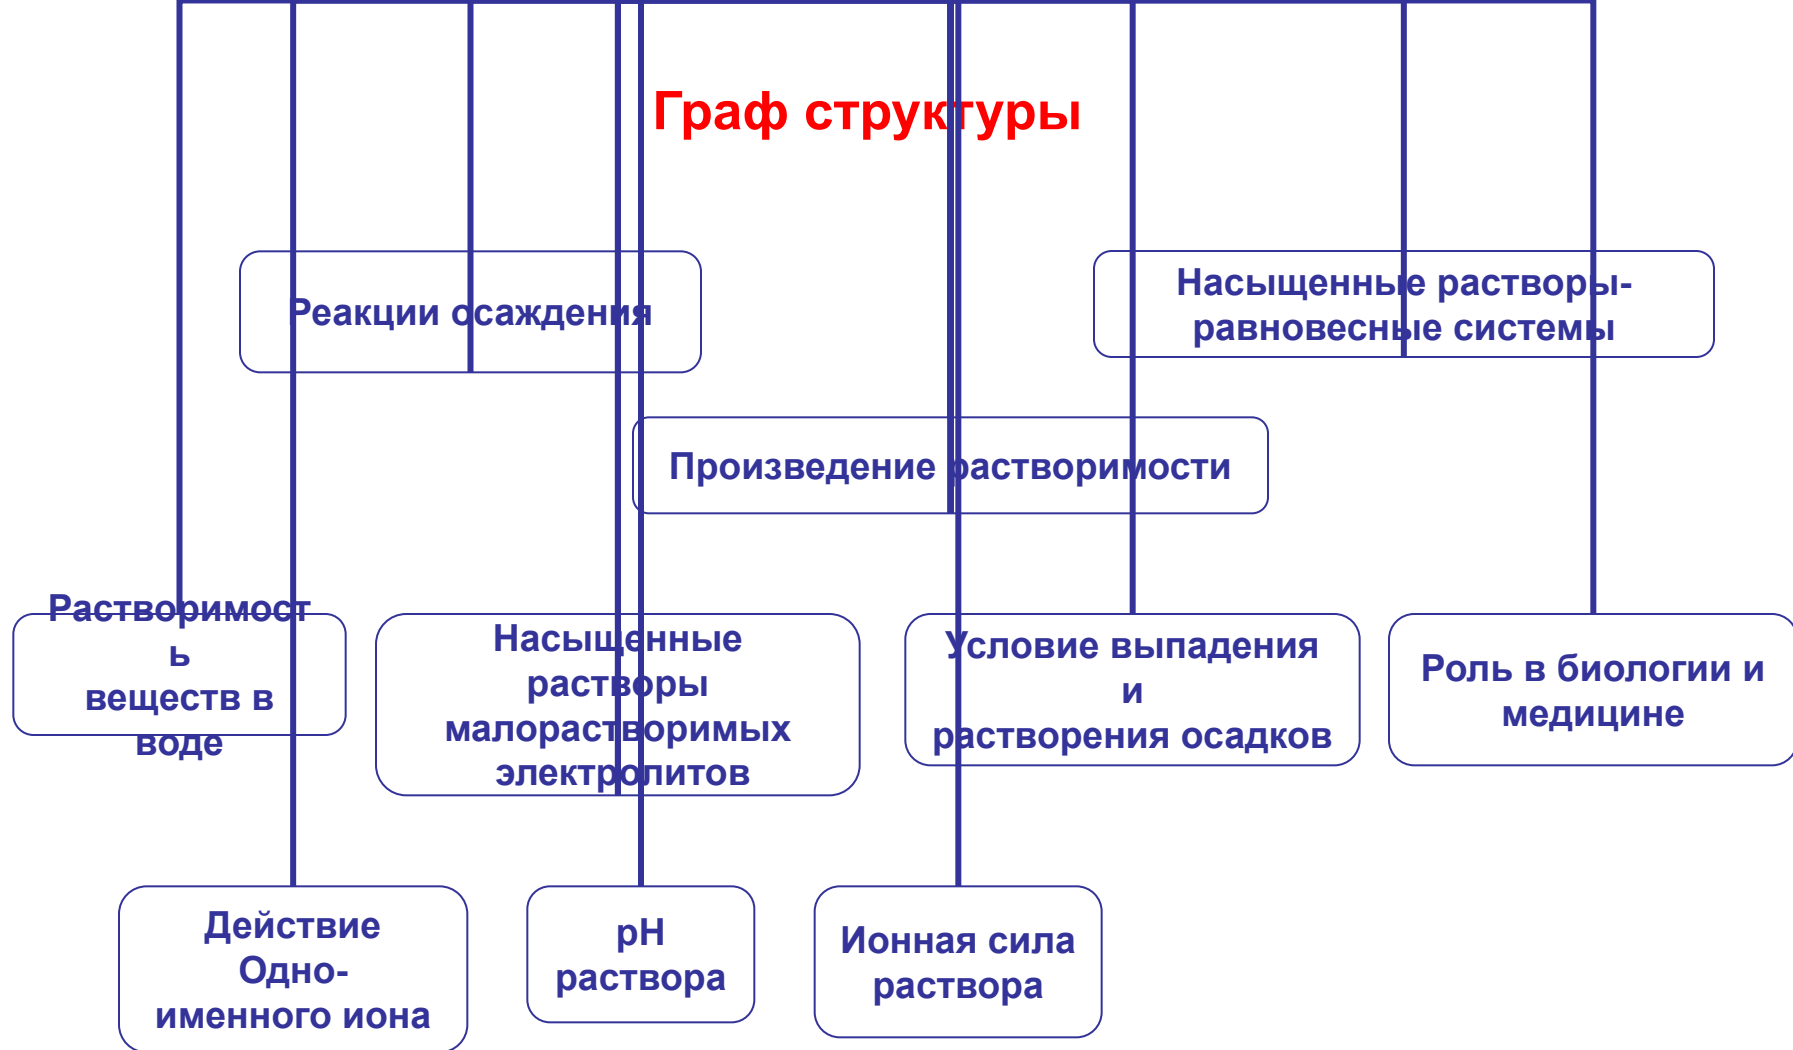 Граф структуры
Реакции осаждения
Насыщенные растворы-
равновесные системы
Произведение растворимости
Растворимост
ь
веществ в
воде
Насыщенные
растворы
малорастворимых
электролитов
Условие выпадения
и
растворения осадков
Роль в биологии и
медицине
Действие
Одно-
именного иона
pH
раствора
Ионная сила
раствора